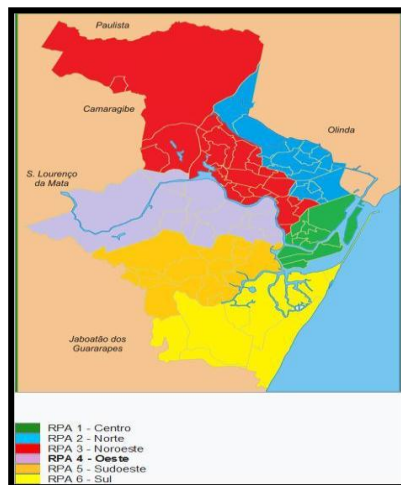 Paulista
Camaragibe
Olinda
S. Lourenço
da Mata
Jaboatão dos
Guararapes
RPA 1 - Centro
RPA 2 - Norte
RPA 3 - Noroeste
RPA 4 - Oeste
RPA 5 - Sudoeste
RPA 6 - Sul